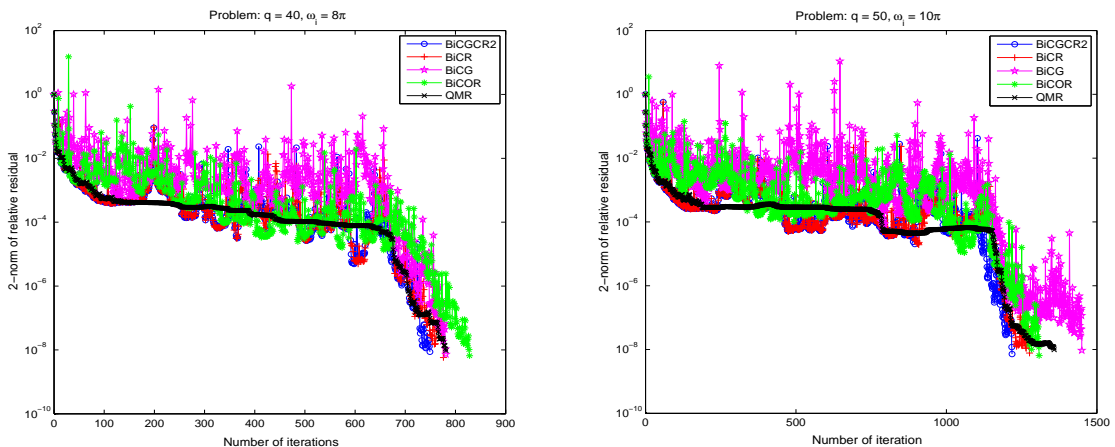 Problem: q = 40, ωi = 8π
10^2
10^0
10^−2
10^−4
10^−6
10^−8
10^−10
2−norm of relative residual
0 100 200 300 400 500 600 700 800 900
Number of iterations
BiCGCR2
BiCR
BiCG
BiCOR
QMR
Problem: q = 50, ωi = 10π
10^2
10^0
10^−2
10^−4
10^−6
10^−8
10^−10
2−norm of relative residual
0 500 1000 1500
Number of iteration
BiCGCR2
BiCR
BiCG
BiCOR
QMR